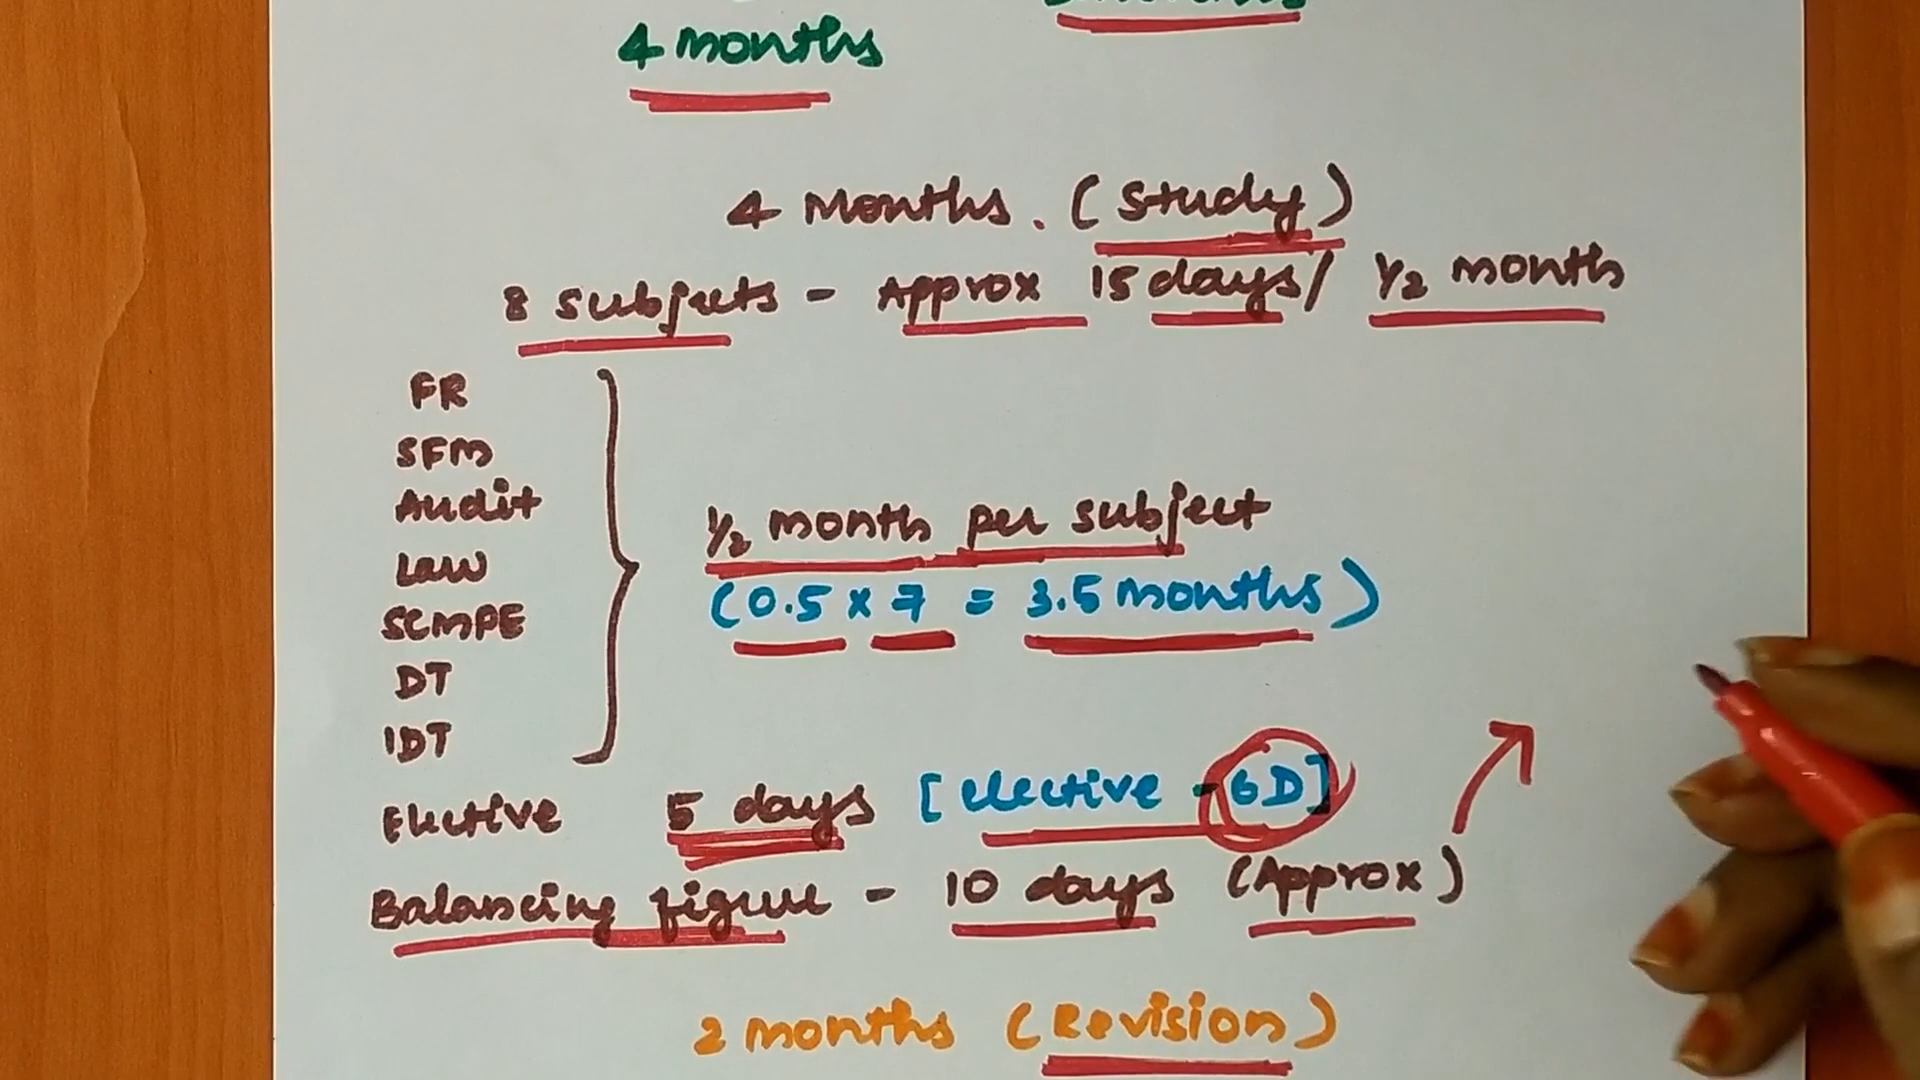 4 months
4 Months. (Study)
8 subjects - Approx 15 days / 1/2 month
FR
SFM
Audit
Law
SCMPE
DT
IDT
1/2 month per subject
(0.5 x 7 = 3.5 months)
Elective 5 days [Elective - 6D]
Balancing figure - 10 days (Approx)
2 months (Revision)